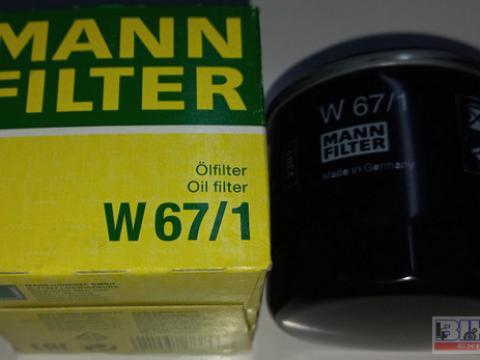 MANN
FILTER
Ölfilter
Oil filter
W 67/1
W 67/1
MANN
FILTER
Made in Germany